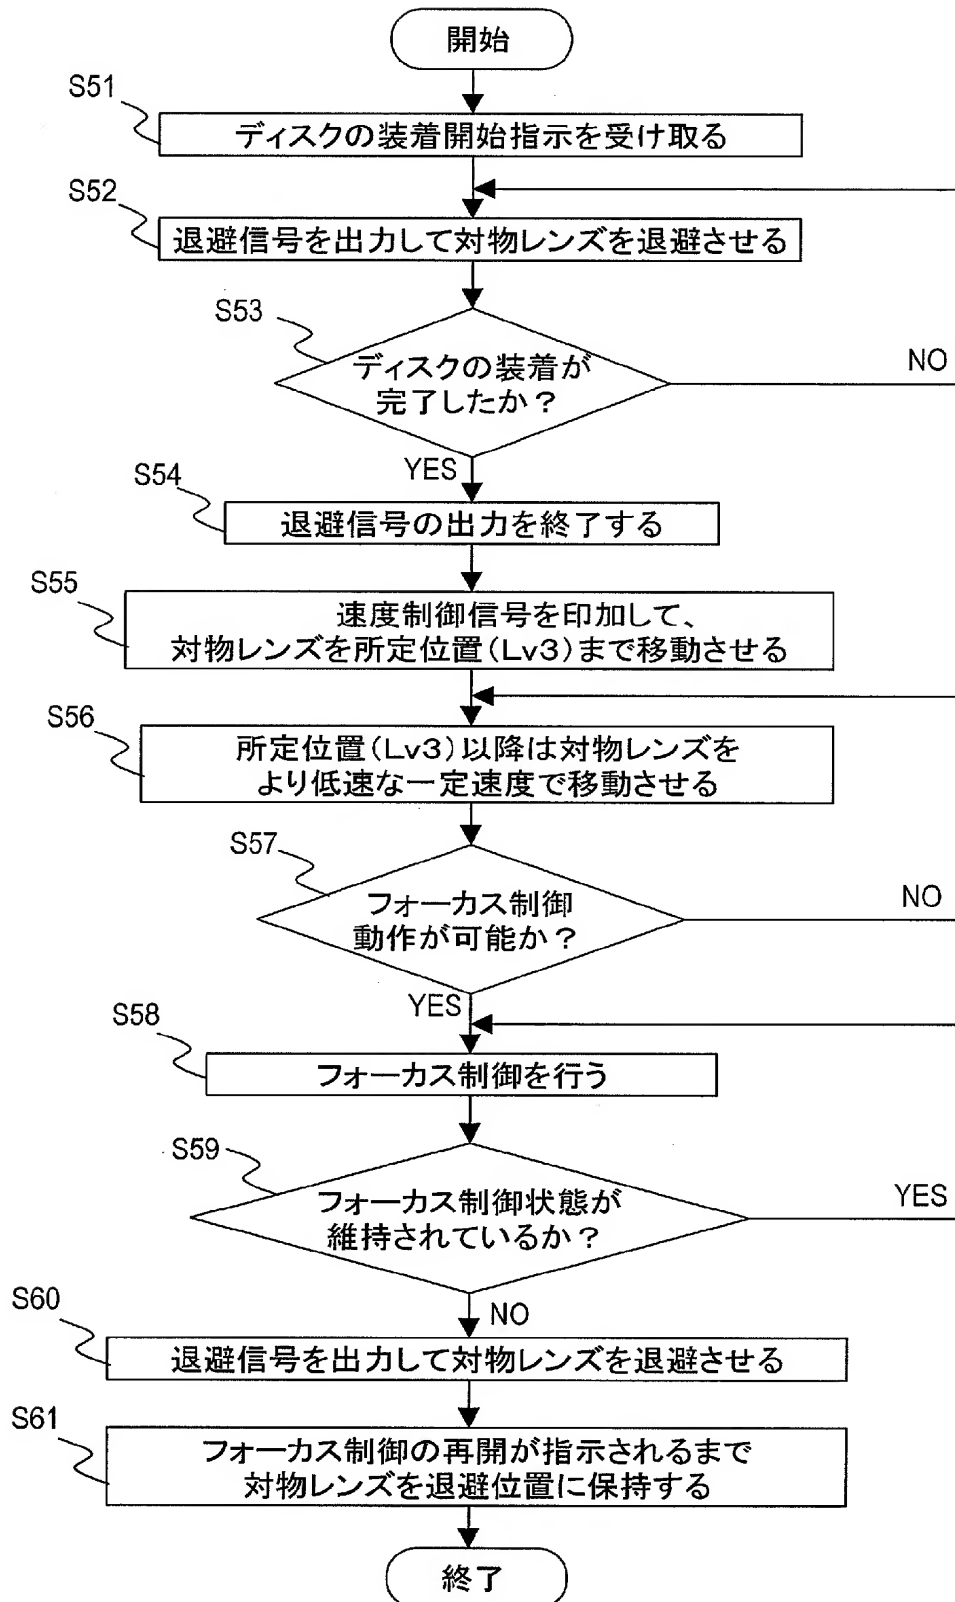 開始
S51
ディスクの装着開始指示を受け取る
S52
退避信号を出力して対物レンズを退避させる
S53
ディスクの装着が
完了したか？
NO
YES
S54
退避信号の出力を終了する
S55
速度制御信号を印加して、
対物レンズを所定位置(Lv3)まで移動させる
S56
所定位置(Lv3)以降は対物レンズを
より低速な一定速度で移動させる
S57
フォーカス制御
動作が可能か？
NO
YES
S58
フォーカス制御を行う
S59
フォーカス制御状態が
維持されているか？
YES
NO
S60
退避信号を出力して対物レンズを退避させる
S61
フォーカス制御の再開が指示されるまで
対物レンズを退避位置に保持する
終了